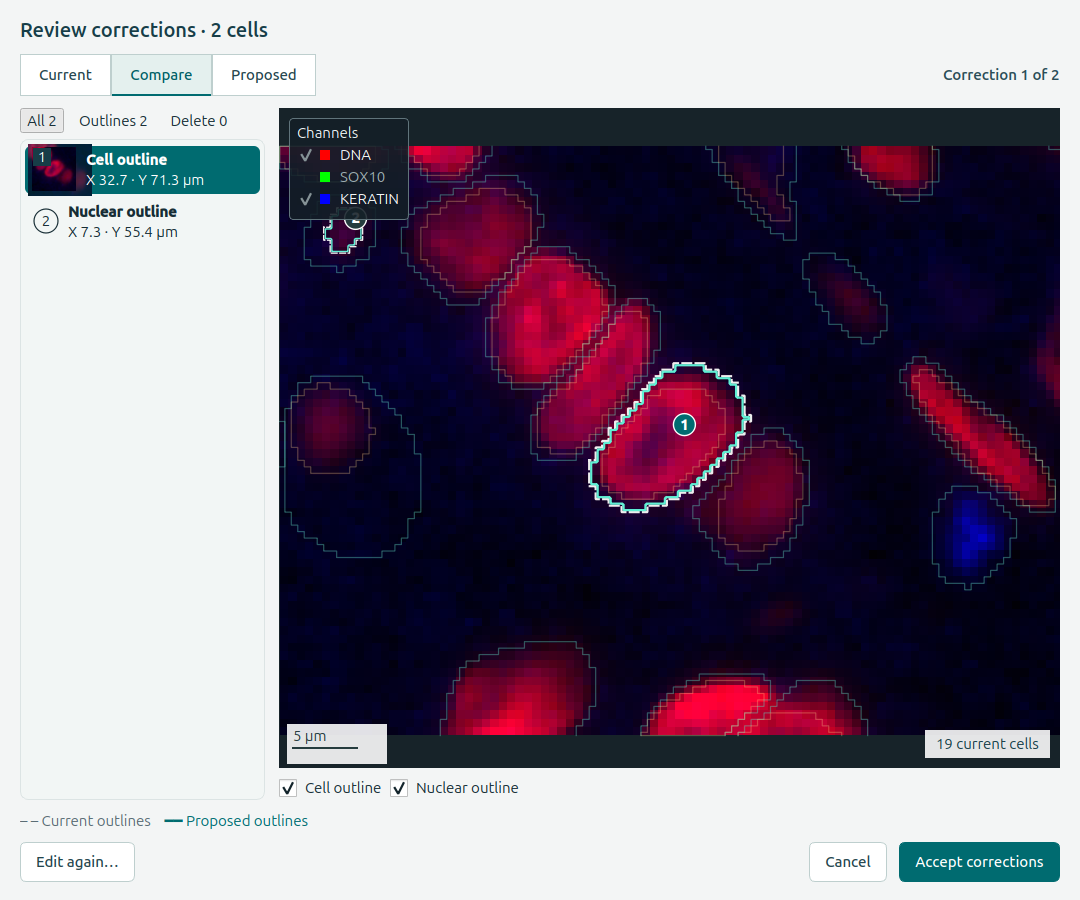 Review corrections · 2 cells
Current Compare Proposed
Correction 1 of 2
All 2 Outlines 2 Delete 0
1
Cell outline
X 32.7 · Y 71.3 µm
2
Nuclear outline
X 7.3 · Y 55.4 µm
Channels
DNA
SOX10
KERATIN
2
1
5 µm
19 current cells
Cell outline Nuclear outline
Current outlines Proposed outlines
Edit again...
Cancel
Accept corrections